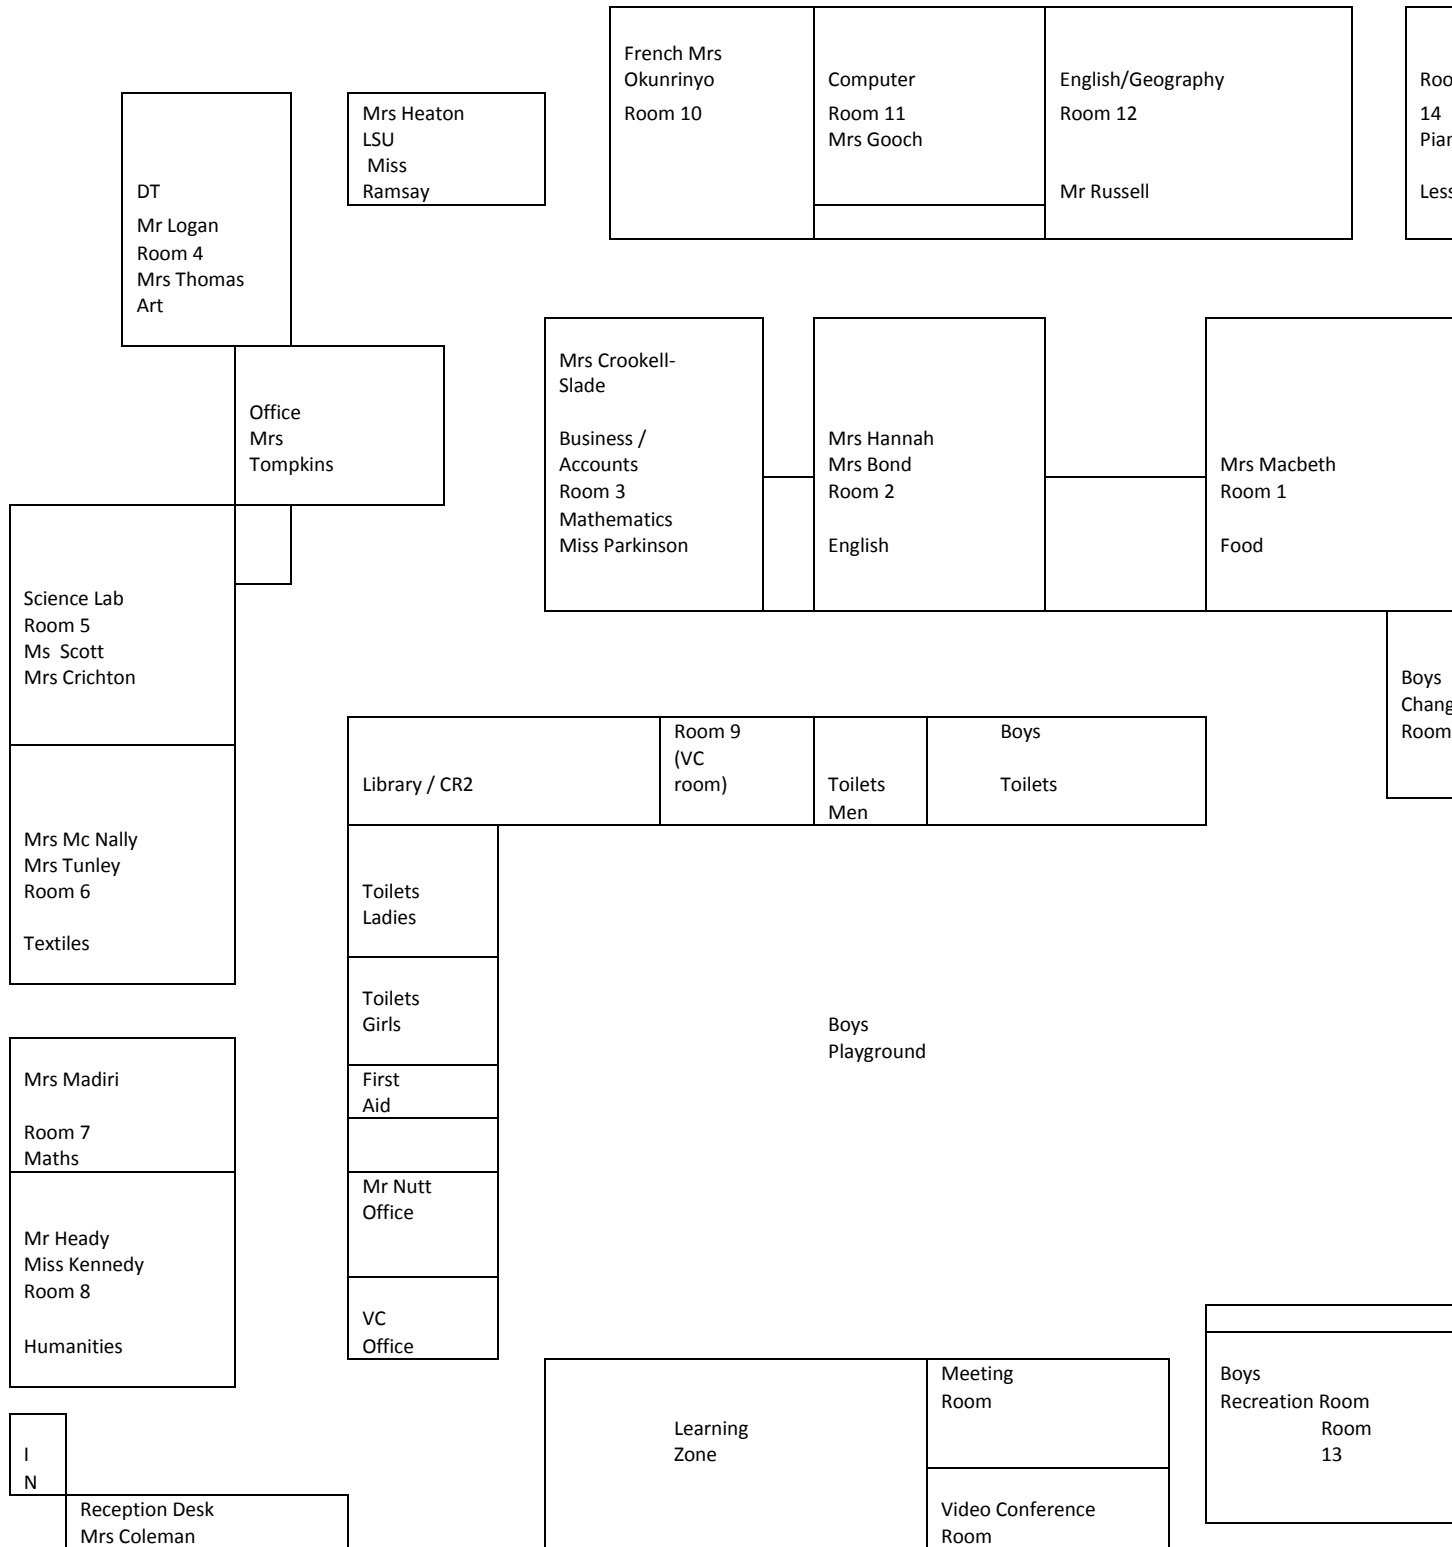 French Mrs
Okunrinyo
Room 10
Computer
Room 11
Mrs Gooch
English/Geography
Room 12
Mr Russell
14
Mrs Heaton
LSU
Miss
Ramsay
DT
Mr Logan
Room 4
Mrs Thomas
Art
Office
Mrs
Tompkins
Mrs Crookell-
Slade
Business /
Accounts
Room 3
Mathematics
Miss Parkinson
Mrs Hannah
Mrs Bond
Room 2
English
Mrs Macbeth
Room 1
Food
Science Lab
Room 5
Ms Scott
Mrs Crichton
Boys
Room
Library / CR2
Room 9
(VC
room)
Toilets
Men
Boys
Toilets
Mrs Mc Nally
Mrs Tunley
Room 6
Textiles
Toilets
Ladies
Toilets
Girls
Boys
Playground
Mrs Madiri
Room 7
Maths
First
Aid
Mr Nutt
Office
Mr Heady
Miss Kennedy
Room 8
Humanities
VC
Office
Learning
Zone
Meeting
Room
Boys
Recreation Room
Room
13
I
N
Reception Desk
Mrs Coleman
Video Conference
Room